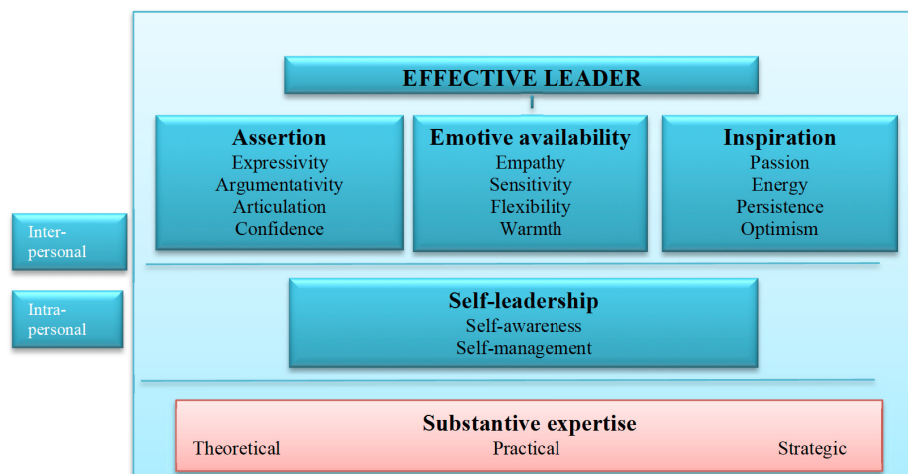 EFFECTIVE LEADER
Assertion
Expressivity
Argumentativity
Articulation
Confidence
Emotive availability
Empathy
Sensitivity
Flexibility
Warmth
Inspiration
Passion
Energy
Persistence
Optimism
Inter-
personal
Intra-
personal
Self-leadership
Self-awareness
Self-management
Substantive expertise
Theoretical Practical Strategic